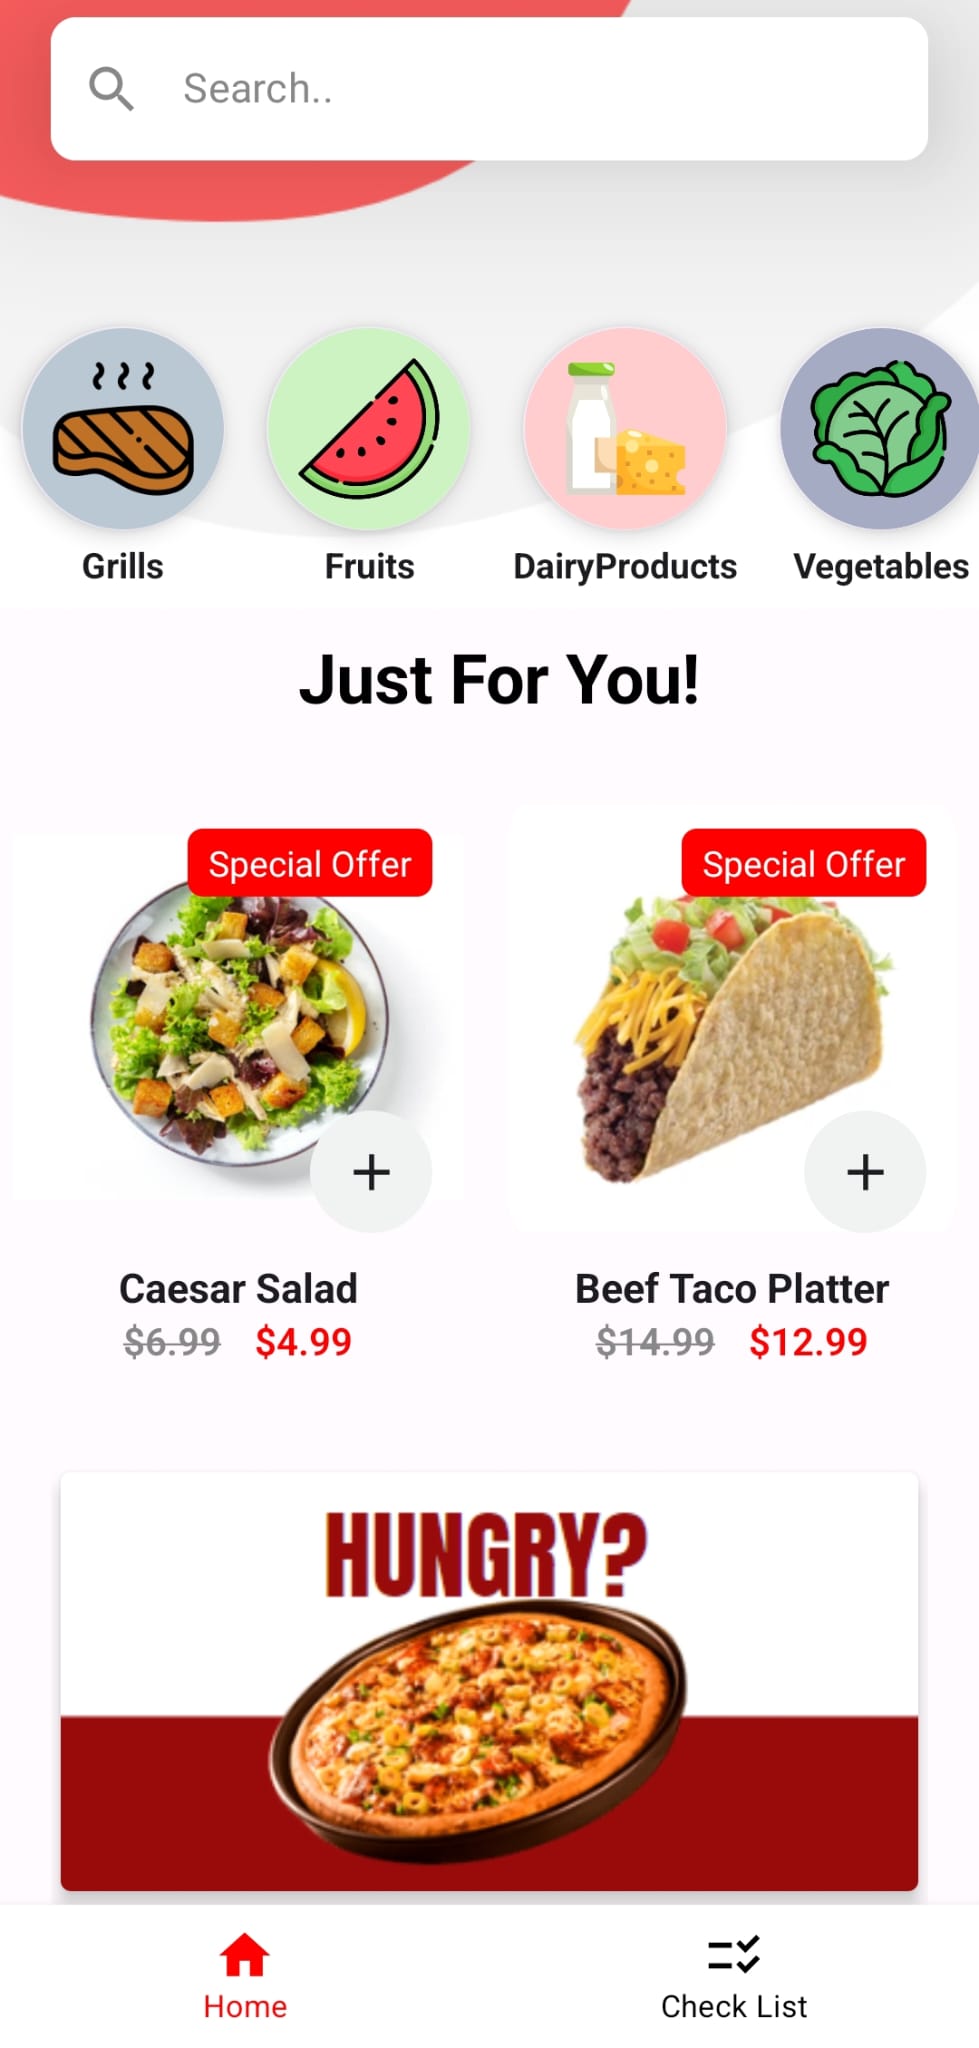 Search..
Grills
Fruits
DairyProducts
Vegetables
Just For You!
Special Offer
Special Offer
Caesar Salad
Beef Taco Platter
$6.99 $4.99
$14.99 $12.99
HUNGRY?
Home
Check List